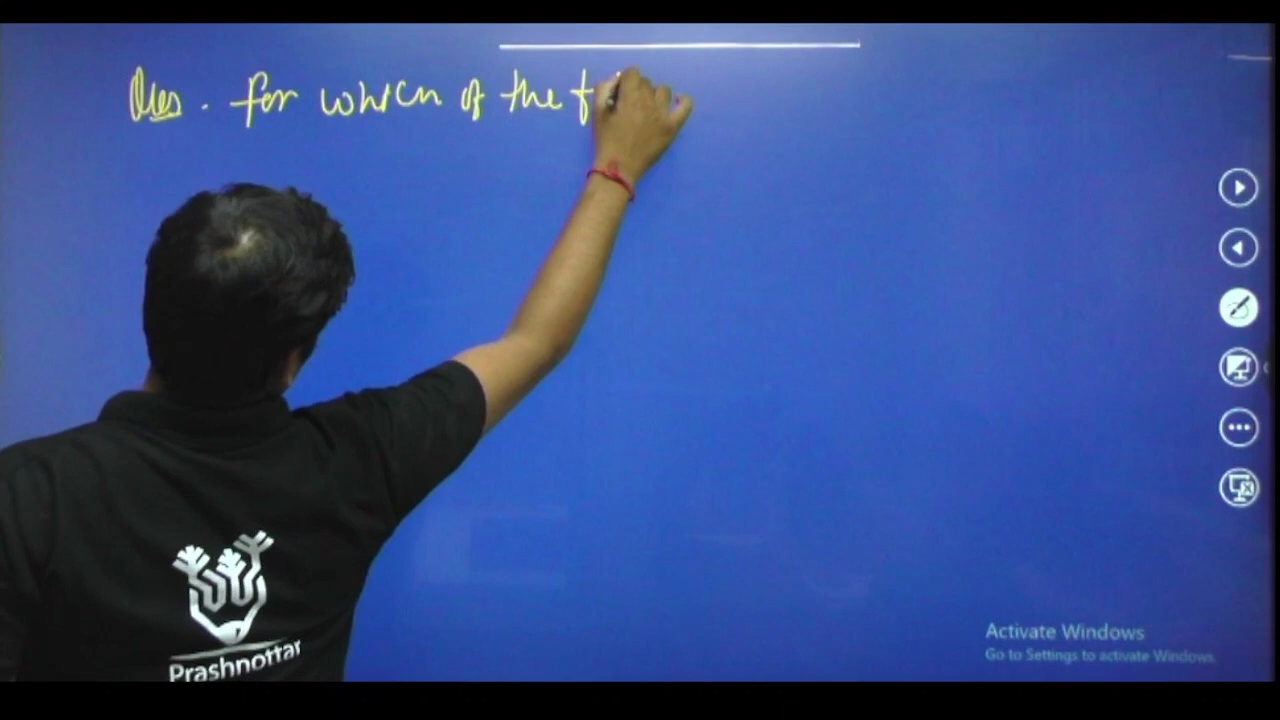 Ques. for which of the f
Activate Windows
Go to Settings to activate Windows.
Prashnottar